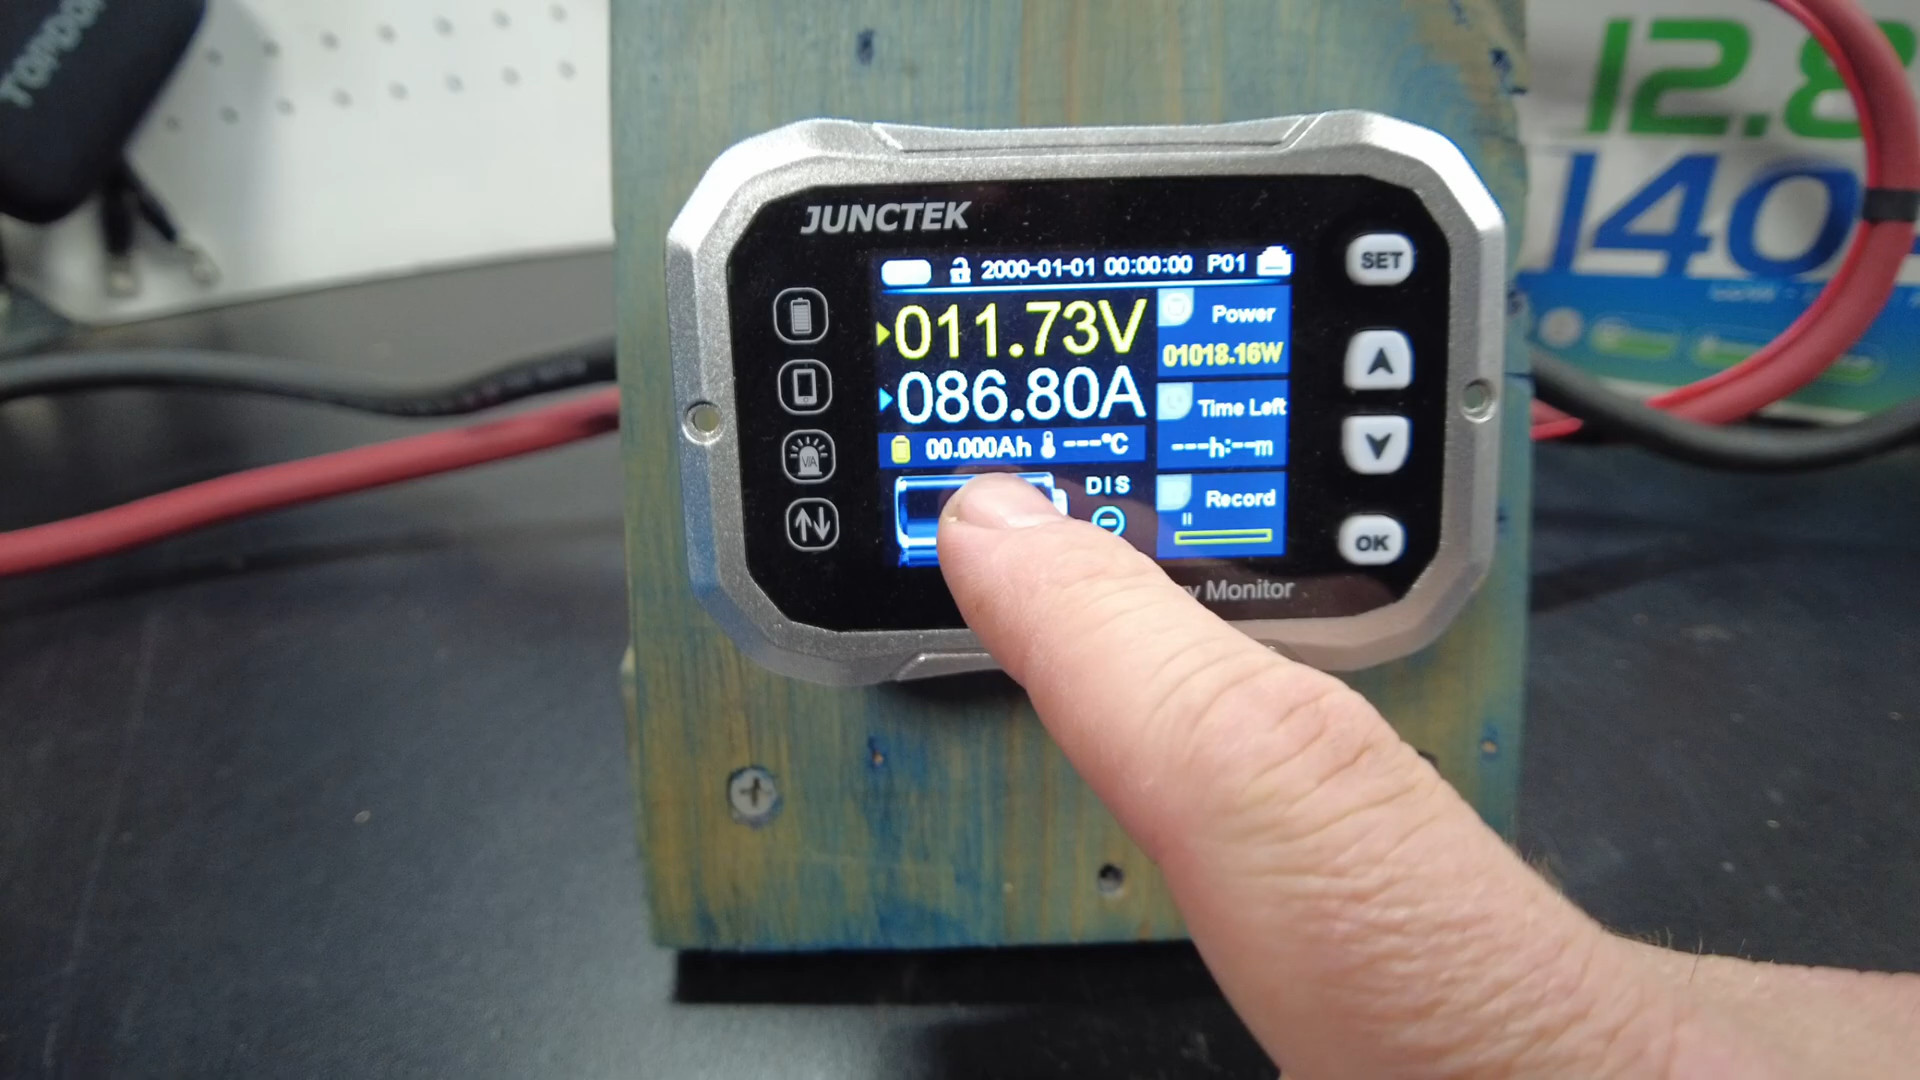 12.8
140
JUNCTEK
2000-01-01 00:00:00 P01
011.73V
086.80A
00.000Ah ---°C
DIS
Power
01018.16W
Time Left
---h:--m
Record
Monitor
V/A
SET
OK